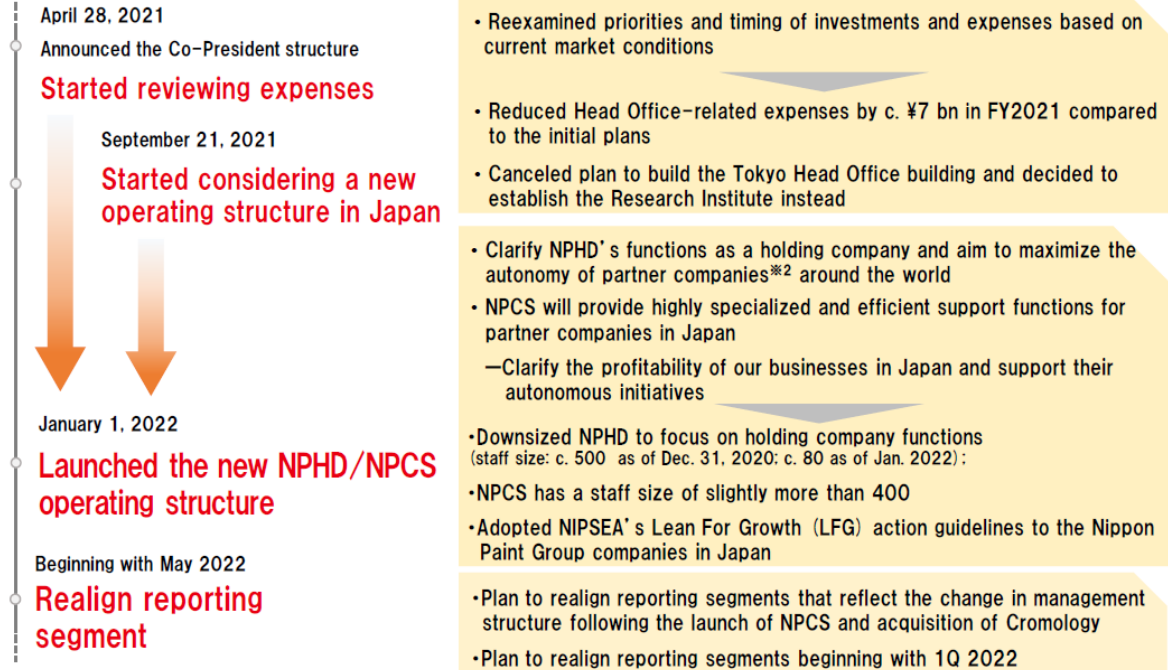 April 28, 2021
Announced the Co-President structure
Started reviewing expenses
September 21, 2021
Started considering a new
operating structure in Japan
January 1, 2022
Launched the new NPHD/NPCS
operating structure
Beginning with May 2022
Realign reporting
segment
・Reexamined priorities and timing of investments and expenses based on
current market conditions
・Reduced Head Office-related expenses by c. ¥7 bn in FY2021 compared
to the initial plans
・Canceled plan to build the Tokyo Head Office building and decided to
establish the Research Institute instead
・Clarify NPHD's functions as a holding company and aim to maximize the
autonomy of partner companies※2 around the world
・NPCS will provide highly specialized and efficient support functions for
partner companies in Japan
—Clarify the profitability of our businesses in Japan and support their
autonomous initiatives
・Downsized NPHD to focus on holding company functions
(staff size: c. 500 as of Dec. 31, 2020; c. 80 as of Jan. 2022);
・NPCS has a staff size of slightly more than 400
・Adopted NIPSEA's Lean For Growth (LFG) action guidelines to the Nippon
Paint Group companies in Japan
・Plan to realign reporting segments that reflect the change in management
structure following the launch of NPCS and acquisition of Cromology
・Plan to realign reporting segments beginning with 1Q 2022